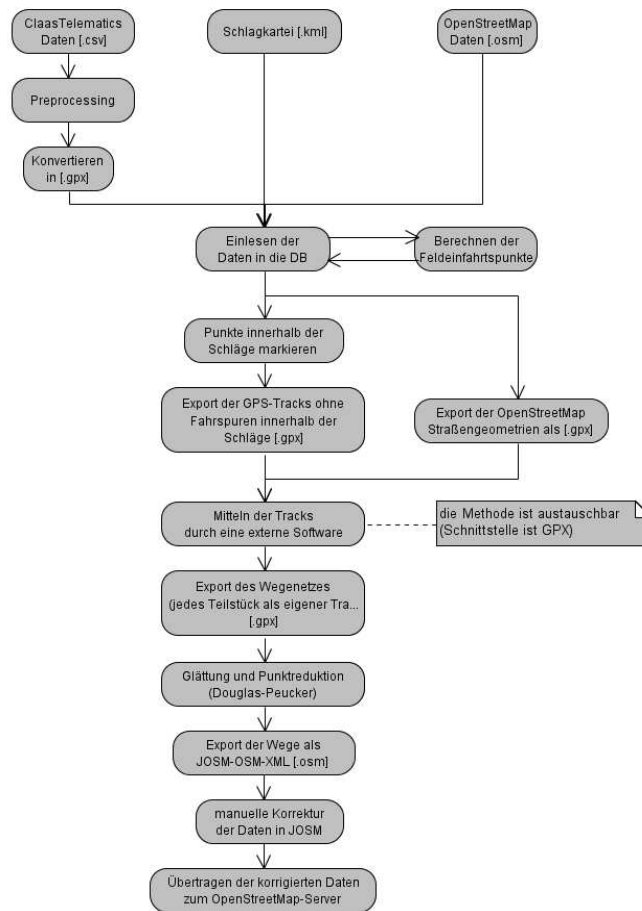 ClaasTelematics
Daten [.csv]
Schlagkartei [.kml]
OpenStreetMap
Daten [.osm]
Preprocessing
Konvertieren
in [.gpx]
Einlesen der
Daten in die DB
Berechnen der
Feldeinfahrtspunkte
Punkte innerhalb der
Schläge markieren
Export der GPS-Tracks ohne
Fahrspuren innerhalb der
Schläge [.gpx]
Export der OpenStreetMap
Straßengeometrien als [.gpx]
Mitteln der Tracks
durch eine externe Software
die Methode ist austauschbar
(Schnittstelle ist GPX)
Export des Wegenetzes
(jedes Teilstück als eigener Tra...
[.gpx]
Glättung und Punktreduktion
(Douglas-Peucker)
Export der Wege als
JOSM-OSM-XML [.osm]
manuelle Korrektur
der Daten in JOSM
Übertragen der korrigierten Daten
zum OpenStreetMap-Server